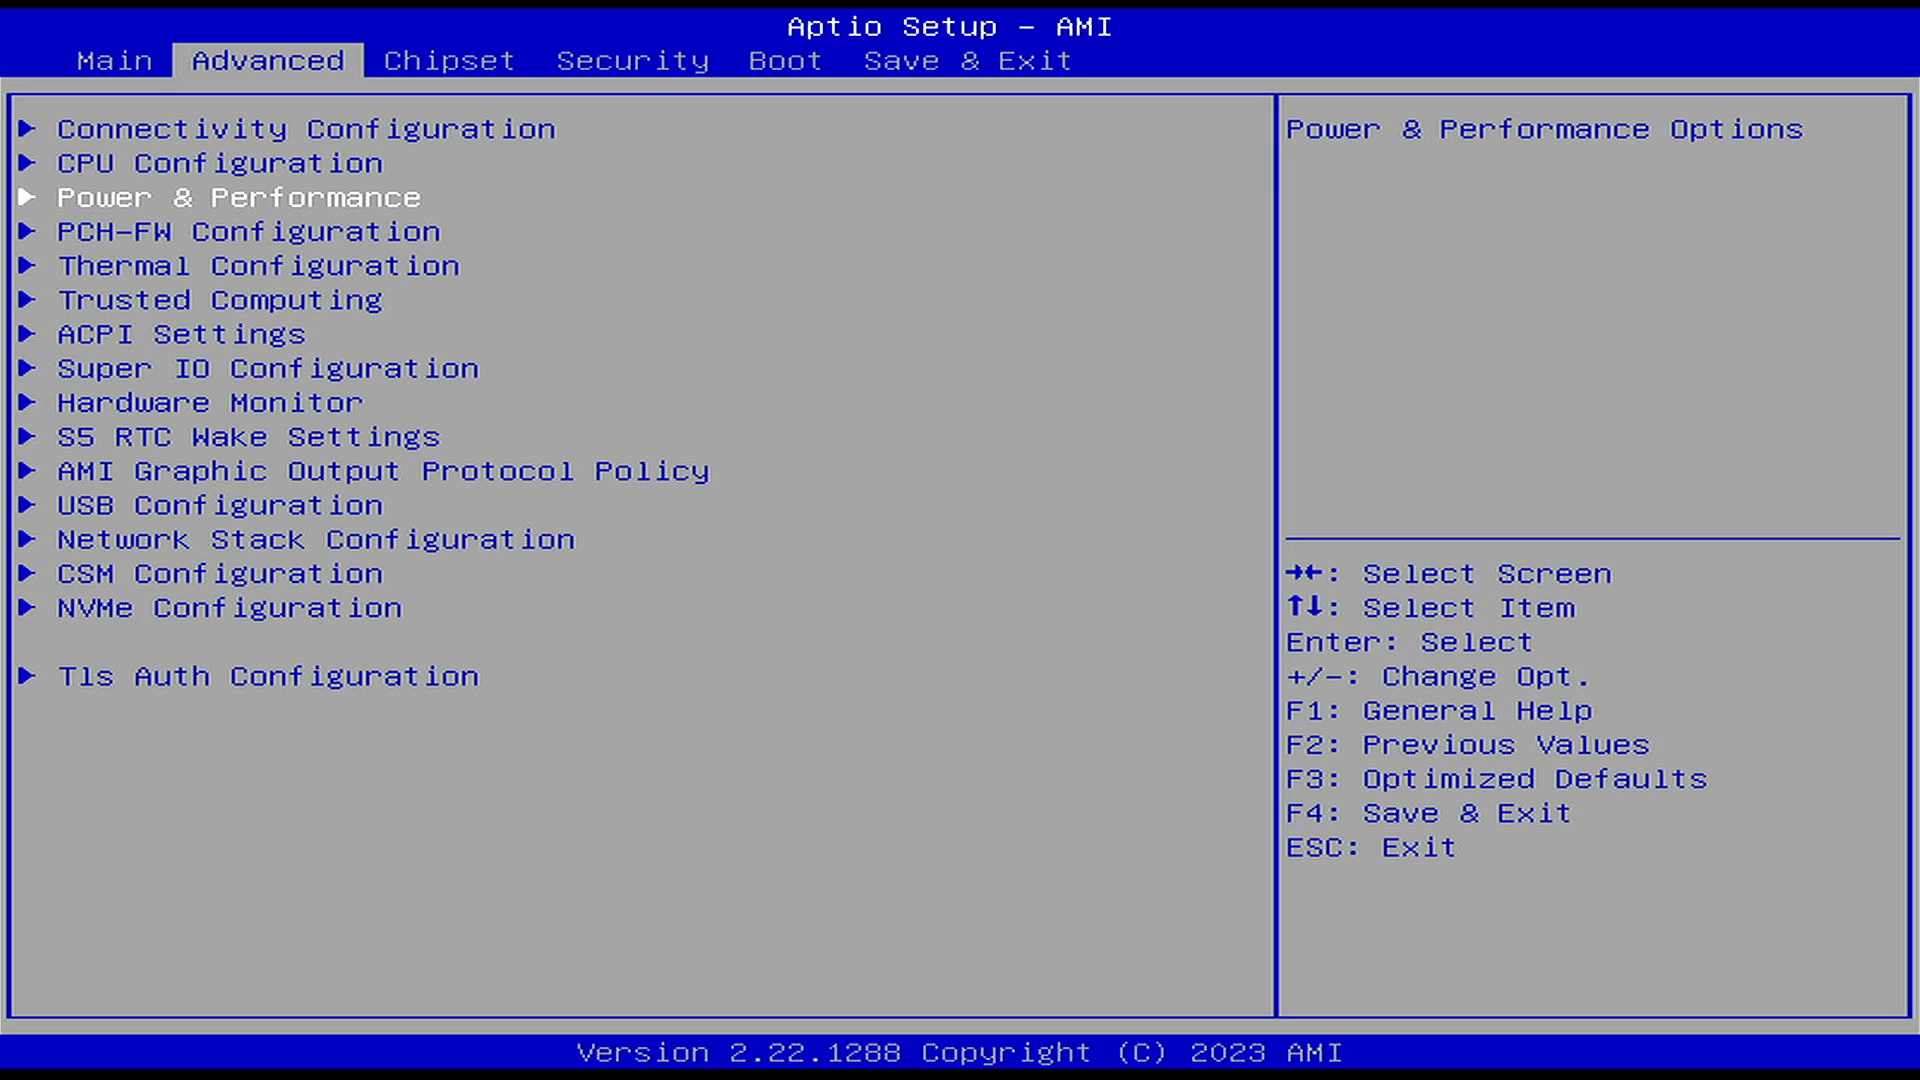 Aptio Setup – AMI
Main Advanced Chipset Security Boot Save & Exit
► Connectivity Configuration
► CPU Configuration
► Power & Performance
► PCH-FW Configuration
► Thermal Configuration
► Trusted Computing
► ACPI Settings
► Super IO Configuration
► Hardware Monitor
► S5 RTC Wake Settings
► AMI Graphic Output Protocol Policy
► USB Configuration
► Network Stack Configuration
► CSM Configuration
► NVMe Configuration
► Tls Auth Configuration
Power & Performance Options
→←: Select Screen
↑↓: Select Item
Enter: Select
+/-: Change Opt.
F1: General Help
F2: Previous Values
F3: Optimized Defaults
F4: Save & Exit
ESC: Exit
Version 2.22.1288 Copyright (C) 2023 AMI